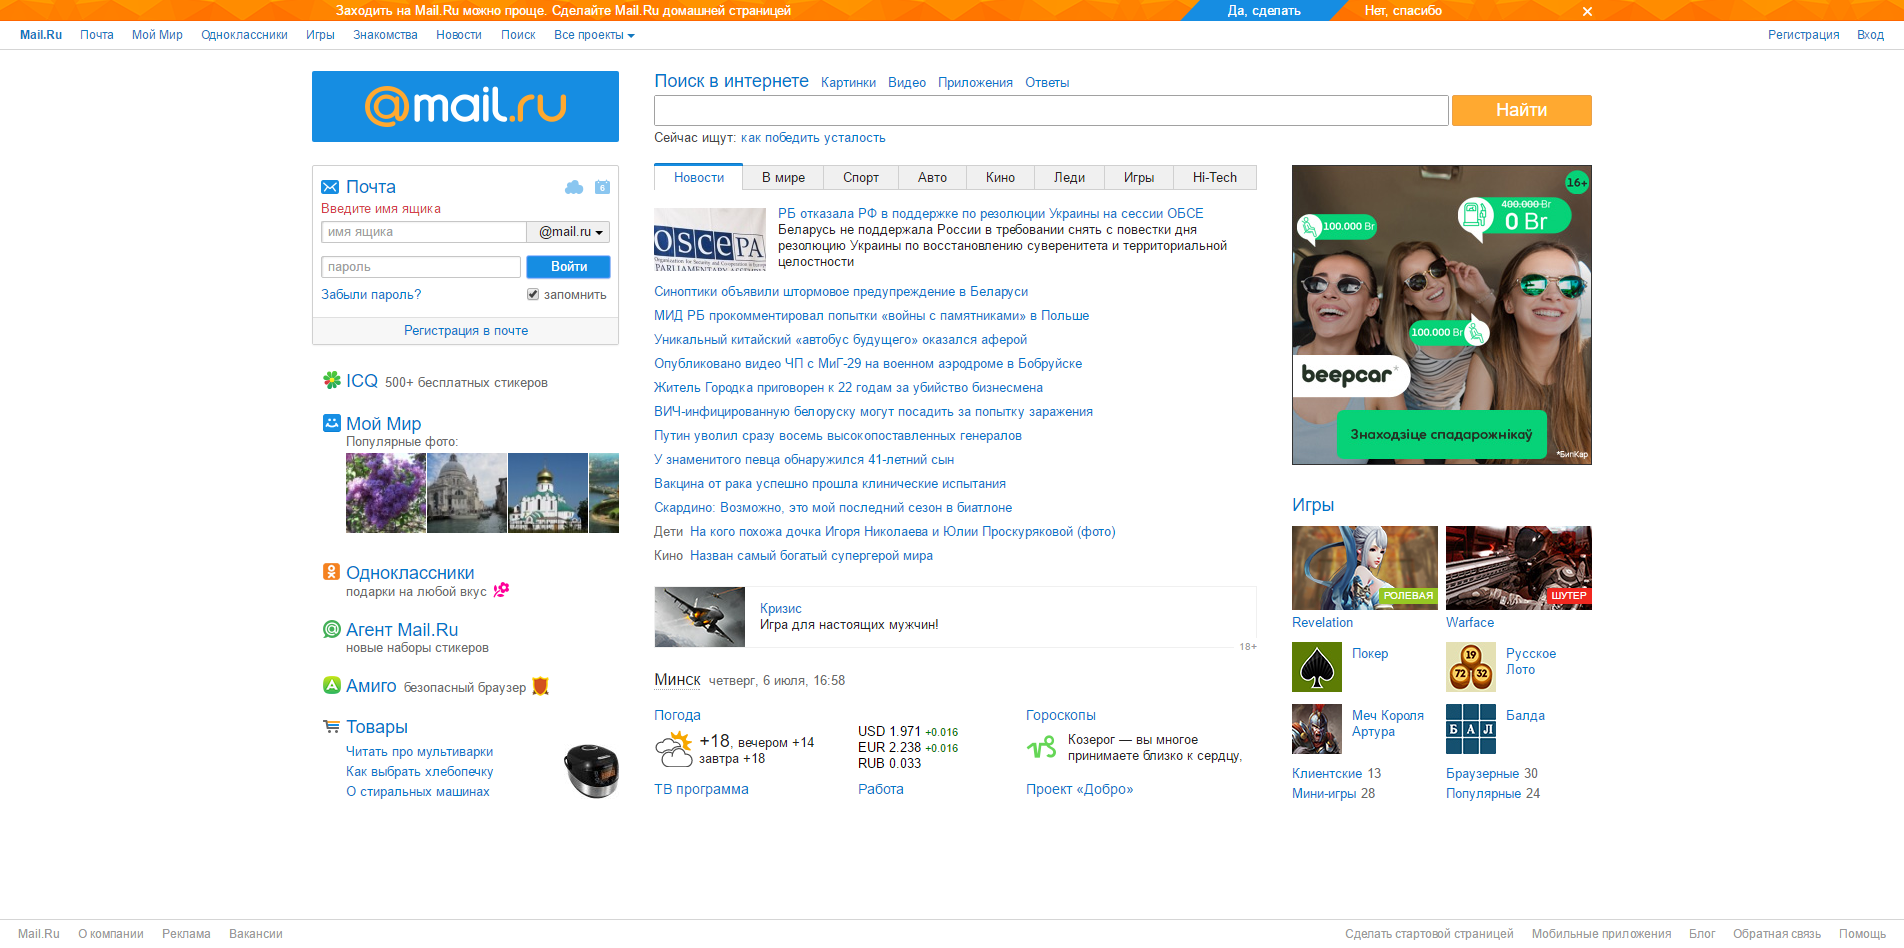 Заходить на Mail.Ru можно проще. Сделайте Mail.Ru домашней страницей
Да, сделать
Нет, спасибо
Mail.Ru Почта Мой Мир Одноклассники Игры Знакомства Новости Поиск Все проекты
Регистрация Вход
@mail.ru
Поиск в интернете Картинки Видео Приложения Ответы
Найти
Сейчас ищут: как победить усталость
Почта
6
Введите имя ящика
имя ящика @mail.ru
пароль Войти
Забыли пароль? запомнить
Регистрация в почте
ICQ 500+ бесплатных стикеров
Мой Мир
Популярные фото:
Одноклассники
подарки на любой вкус
Агент Mail.Ru
новые наборы стикеров
Амиго безопасный браузер
Товары
Читать про мультиварки
Как выбрать хлебопечку
О стиральных машинах
Новости В мире Спорт Авто Кино Леди Игры Hi-Tech
OSCEPA
PARLIAMENTARY ASSEMB
РБ отказала РФ в поддержке по резолюции Украины на сессии ОБСЕ
Беларусь не поддержала России в требовании снять с повестки дня
резолюцию Украины по восстановлению суверенитета и территориальной
целостности
Синоптики объявили штормовое предупреждение в Беларуси
МИД РБ прокомментировал попытки «войны с памятниками» в Польше
Уникальный китайский «автобус будущего» оказался аферой
Опубликовано видео ЧП с МиГ-29 на военном аэродроме в Бобруйске
Житель Городка приговорен к 22 годам за убийство бизнесмена
ВИЧ-инфицированную белоруску могут посадить за попытку заражения
Путин уволил сразу восемь высокопоставленных генералов
У знаменитого певца обнаружился 41-летний сын
Вакцина от рака успешно прошла клинические испытания
Скардино: Возможно, это мой последний сезон в биатлоне
Дети На кого похожа дочка Игоря Николаева и Юлии Проскуряковой (фото)
Кино Назван самый богатый супергерой мира
Кризис
Игра для настоящих мужчин!
18+
Минск четверг, 6 июля, 16:58
Погода
+18, вечером +14
завтра +18
USD 1.971 +0.016
EUR 2.238 +0.016
RUB 0.033
Гороскопы
Козерог — вы многое
принимаете близко к сердцу,
ТВ программа Работа Проект «Добро»
16+
400.000 Br
0 Br
100.000 Br
100.000 Br
beepcar*
Знаходзіце спадарожнікаў
*БипКар
Игры
РОЛЕВАЯ
ШУТЕР
Revelation Warface
Покер
19
72 32
Русское
Лото
Меч Короля
Артура
БАЛ
Балда
Клиентские 13 Браузерные 30
Мини-игры 28 Популярные 24
Mail.Ru О компании Реклама Вакансии
Сделать стартовой страницей Мобильные приложения Блог Обратная связь Помощь